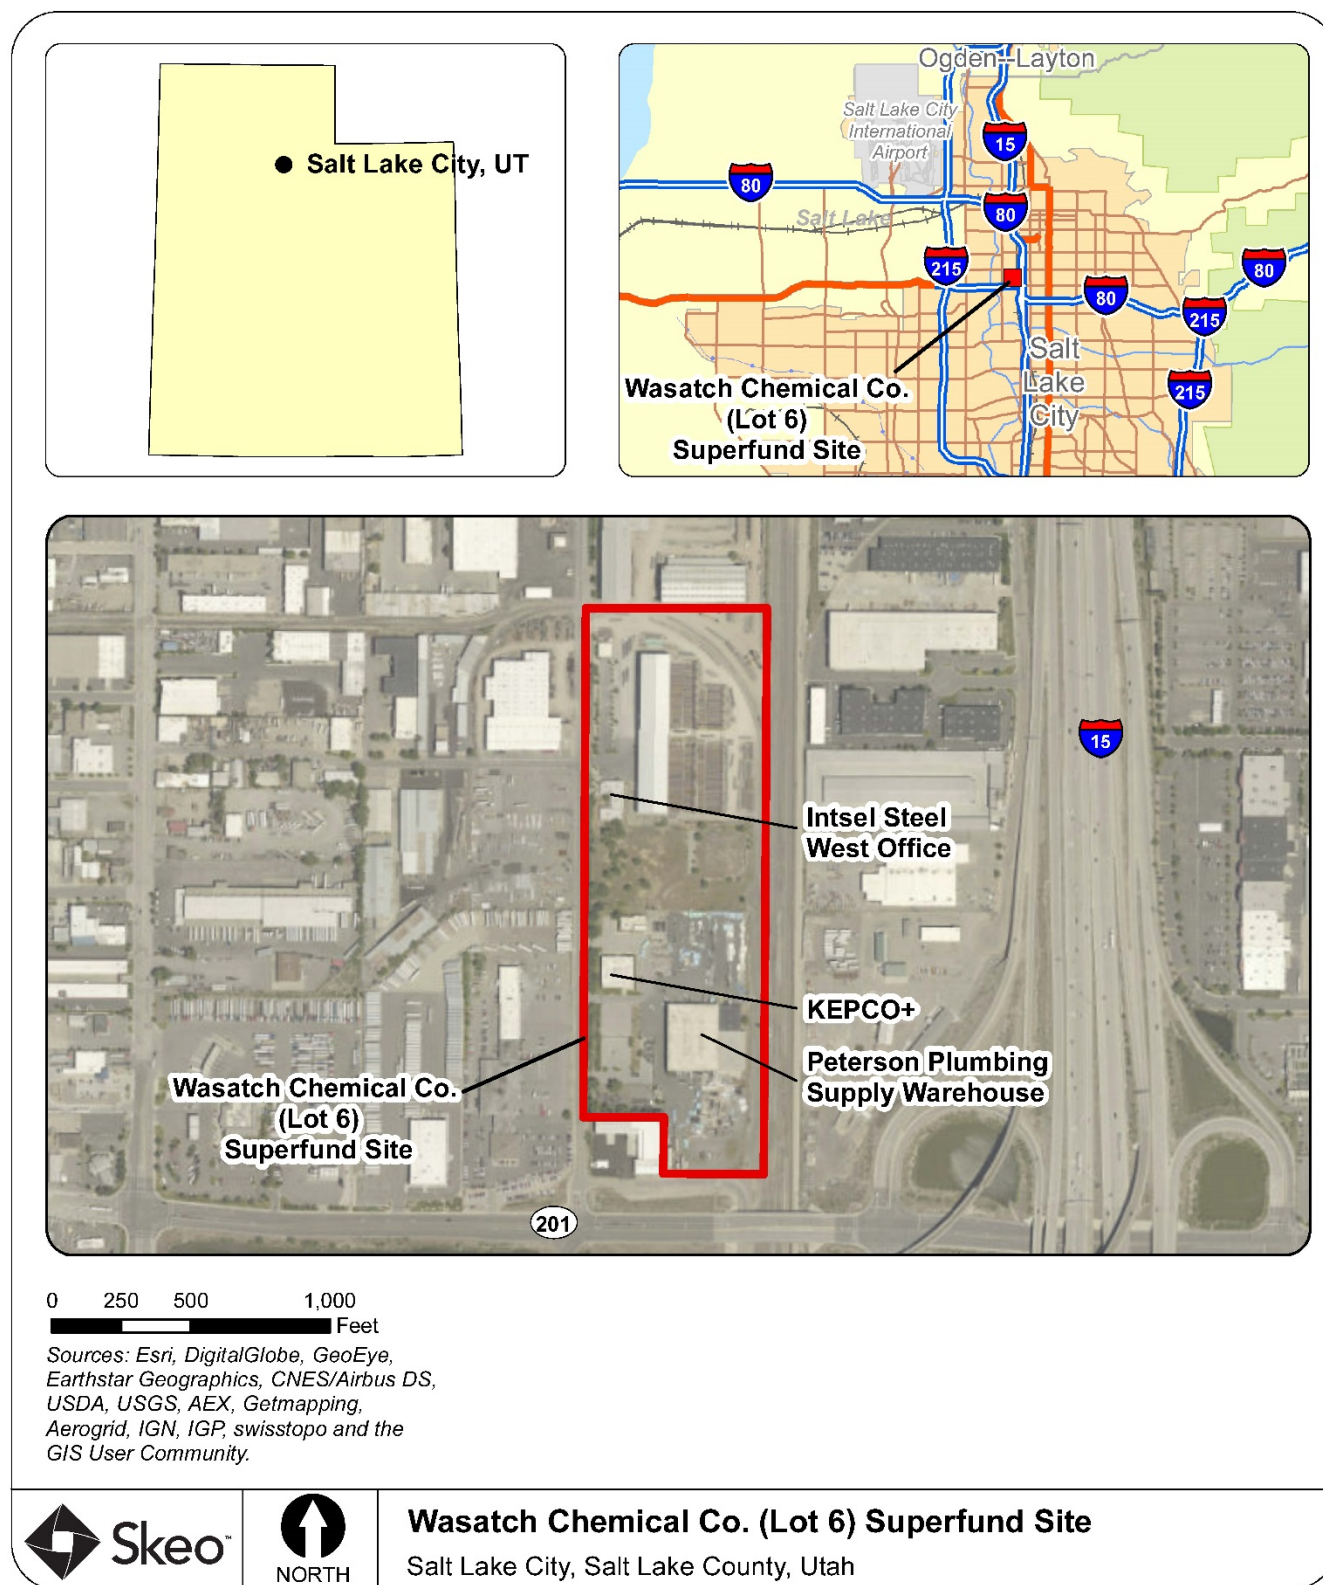 Salt Lake City, UT
Ogden--Layton
Salt Lake City
International
Airport
15
80
80
Salt Lake
215
80
80
215
215
Salt
Lake
City
Wasatch Chemical Co.
(Lot 6)
Superfund Site
15
Intsel Steel
West Office
KEPCO+
Peterson Plumbing
Supply Warehouse
Wasatch Chemical Co.
(Lot 6)
Superfund Site
201
0 250 500 1,000
Feet
Sources: Esri, DigitalGlobe, GeoEye,
Earthstar Geographics, CNES/Airbus DS,
USDA, USGS, AEX, Getmapping,
Aerogrid, IGN, IGP, swisstopo and the
GIS User Community.
Skeo™
NORTH
Wasatch Chemical Co. (Lot 6) Superfund Site
Salt Lake City, Salt Lake County, Utah